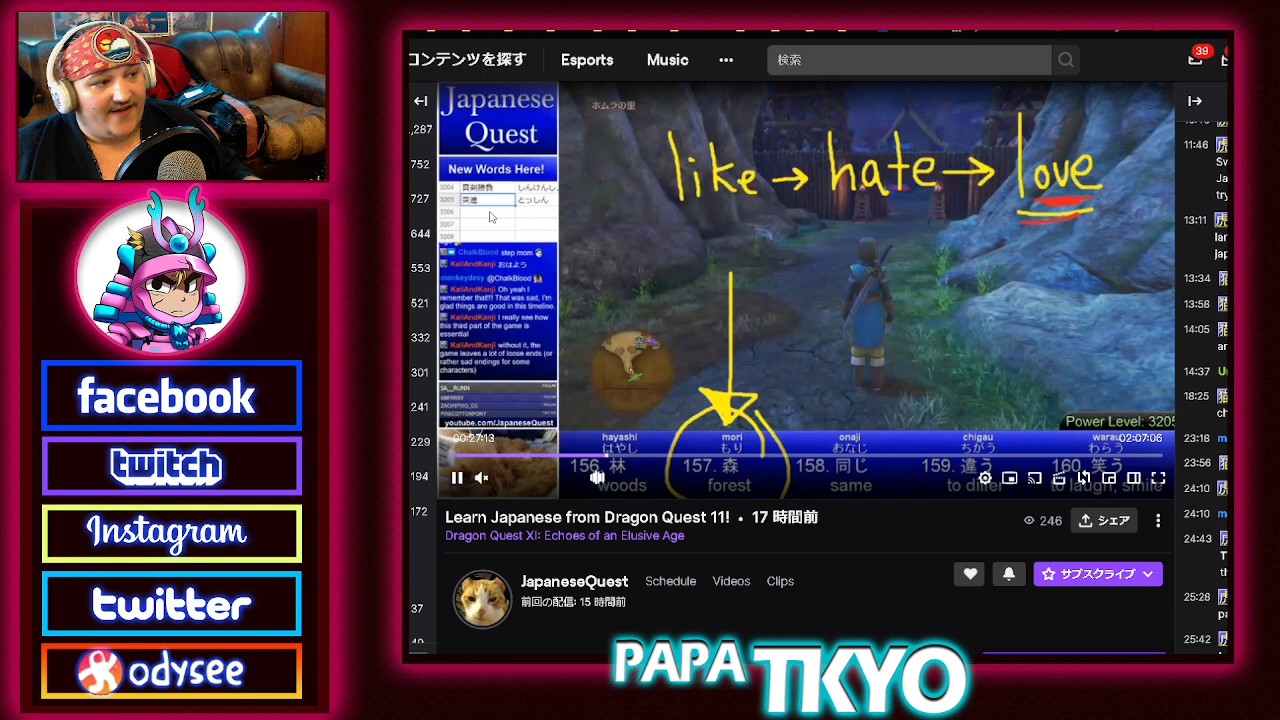 コンテンツを探す
Esports
Music
検索
39
Japanese
Quest
New Words Here!
3204 真剣勝負
3205 突進 とっしん
3206
3207
3208
ChalkBlood step mom
KaliAndKanji おはよう
monkeydesy @ChalkBlood
KaliAndKanji Oh yeah I
remember that!!! That was sad, I'm
glad things are good in this timeline.
KaliAndKanji I really see how
this third part of the game is
essential
KaliAndKanji without it, the
game leaves a lot of loose ends (or
rather sad endings for some
characters)
youtube.com/JapaneseQuest
00:27:13
ホムラの里
like → hate → love
Power Level: 3205
02:07:06
hayashi
はやし
156. 林
woods
mori
もり
157. 森
forest
onaji
おなじ
158. 同じ
same
chigau
ちがう
159. 違う
to differ
warau
わらう
160. 笑う
to laugh, smile
,287
752
727
644
553
521
332
301
241
229
194
172
37
11:46
13:34
13:58
14:05
14:37
18:25
23:18
23:56
24:10
24:10
24:43
25:28
25:42
Learn Japanese from Dragon Quest 11! • 17 時間前
Dragon Quest XI: Echoes of an Elusive Age
246
シェア
JapaneseQuest
Schedule
Videos
Clips
前回の配信: 15 時間前
サブスクライブ
facebook
twitch
Instagram
twitter
odysee
PAPA TKYO